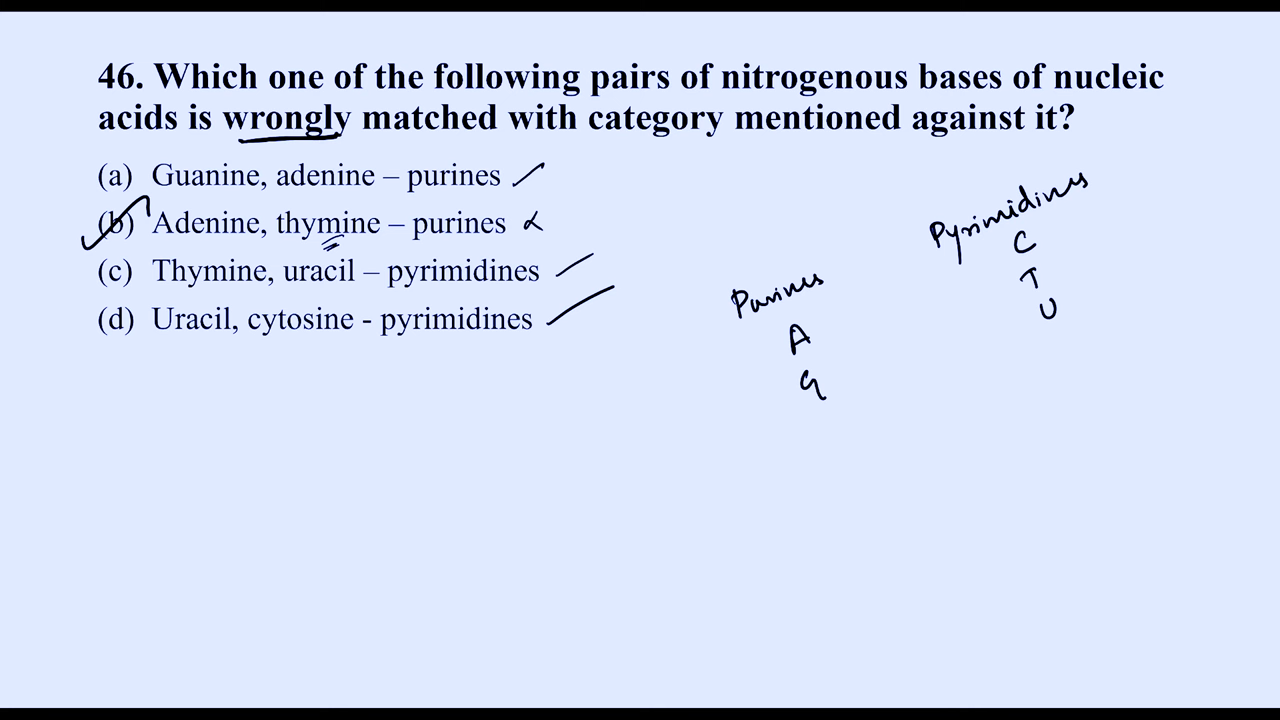 46. Which one of the following pairs of nitrogenous bases of nucleic
acids is wrongly matched with category mentioned against it?
(a) Guanine, adenine – purines
(b) Adenine, thymine – purines
(c) Thymine, uracil – pyrimidines
(d) Uracil, cytosine - pyrimidines
Purines
A
G
Pyrimidines
C
T
U